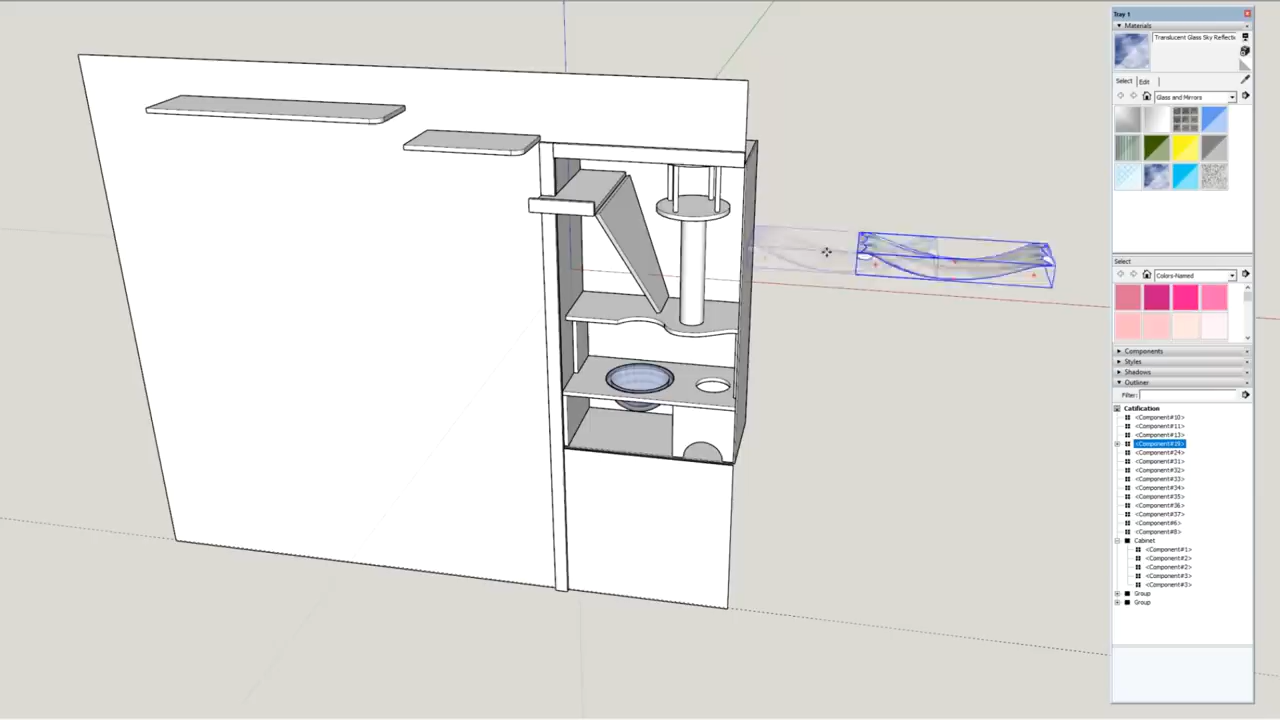 Tray 1
Materials
Translucent Glass Sky Reflecti
Select
Edit
Glass and Mirrors
Select
Colors-Named
Components
Styles
Shadows
Outliner
Filter:
Catification
<Component#10>
<Component#11>
<Component#13>
<Component#19>
<Component#24>
<Component#31>
<Component#32>
<Component#33>
<Component#34>
<Component#35>
<Component#36>
<Component#37>
<Component#6>
<Component#8>
Cabinet
<Component#1>
<Component#2>
<Component#2>
<Component#3>
<Component#3>
Group
Group